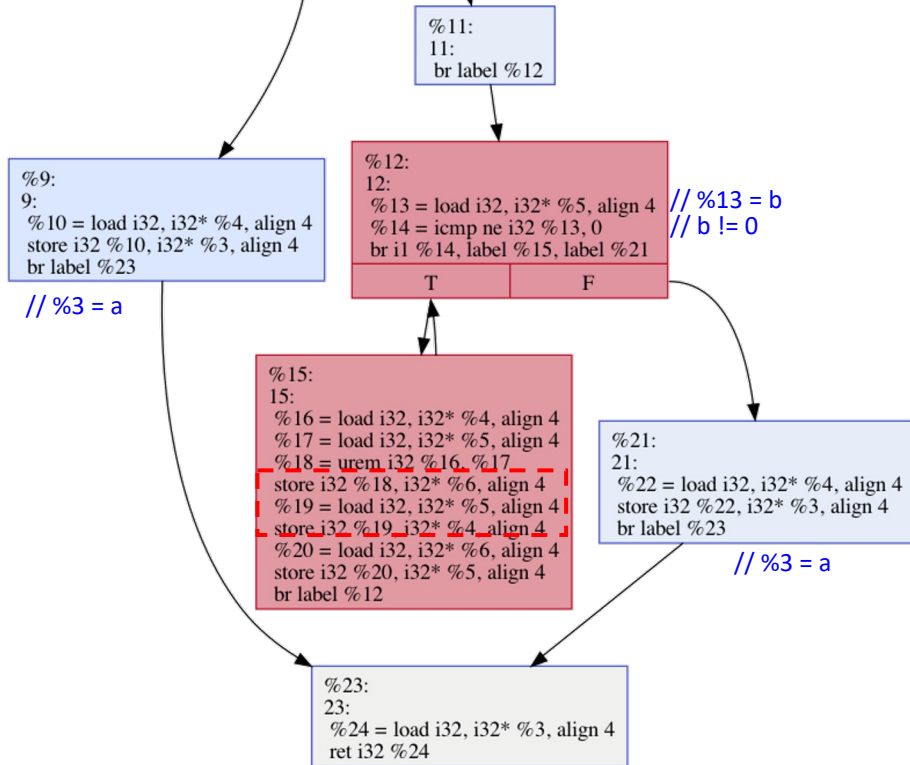 %11:
11:
br label %12
%9:
9:
%10 = load i32, i32* %4, align 4
store i32 %10, i32* %3, align 4
br label %23
// %3 = a
%12:
12:
%13 = load i32, i32* %5, align 4
%14 = icmp ne i32 %13, 0
br i1 %14, label %15, label %21
T
F
// %13 = b
// b != 0
%15:
15:
%16 = load i32, i32* %4, align 4
%17 = load i32, i32* %5, align 4
%18 = urem i32 %16, %17
store i32 %18, i32* %6, align 4
%19 = load i32, i32* %5, align 4
store i32 %19, i32* %4, align 4
%20 = load i32, i32* %6, align 4
store i32 %20, i32* %5, align 4
br label %12
%21:
21:
%22 = load i32, i32* %4, align 4
store i32 %22, i32* %3, align 4
br label %23
// %3 = a
%23:
23:
%24 = load i32, i32* %3, align 4
ret i32 %24